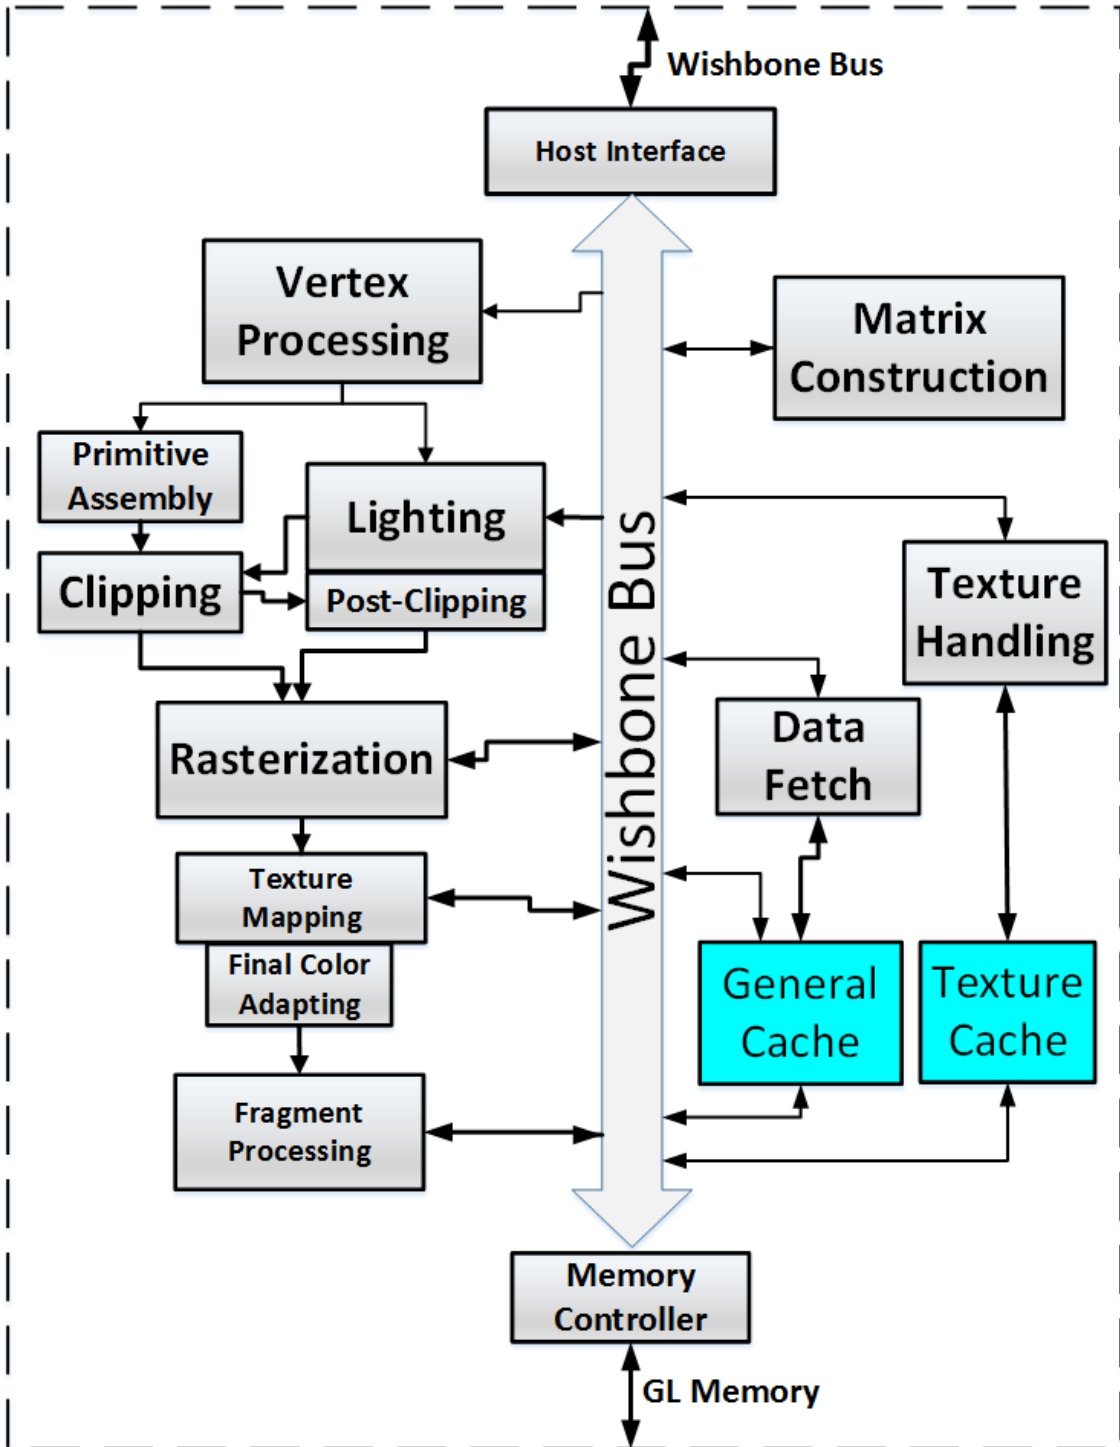 Wishbone Bus
Host Interface
Vertex
Processing
Matrix
Construction
Primitive
Assembly
Lighting
Clipping
Post-Clipping
Wishbone Bus
Texture
Handling
Rasterization
Data
Fetch
Texture
Mapping
Final Color
Adapting
General
Cache
Texture
Cache
Fragment
Processing
Memory
Controller
GL Memory